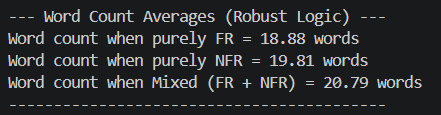 --- Word Count Averages (Robust Logic) ---
Word count when purely FR = 18.88 words
Word count when purely NFR = 19.81 words
Word count when Mixed (FR + NFR) = 20.79 words
------------------------------------------